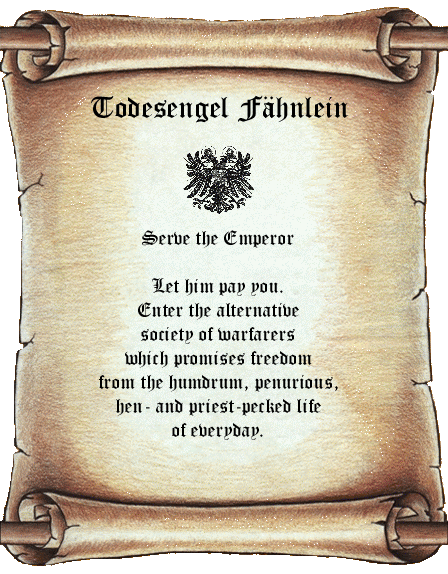 Todesengel Fähnlein
Serve the Emperor
Let him pay you.
Enter the alternative
society of warfarers
which promises freedom
from the humdrum, penurious,
hen- and priest-pecked life
of everyday.